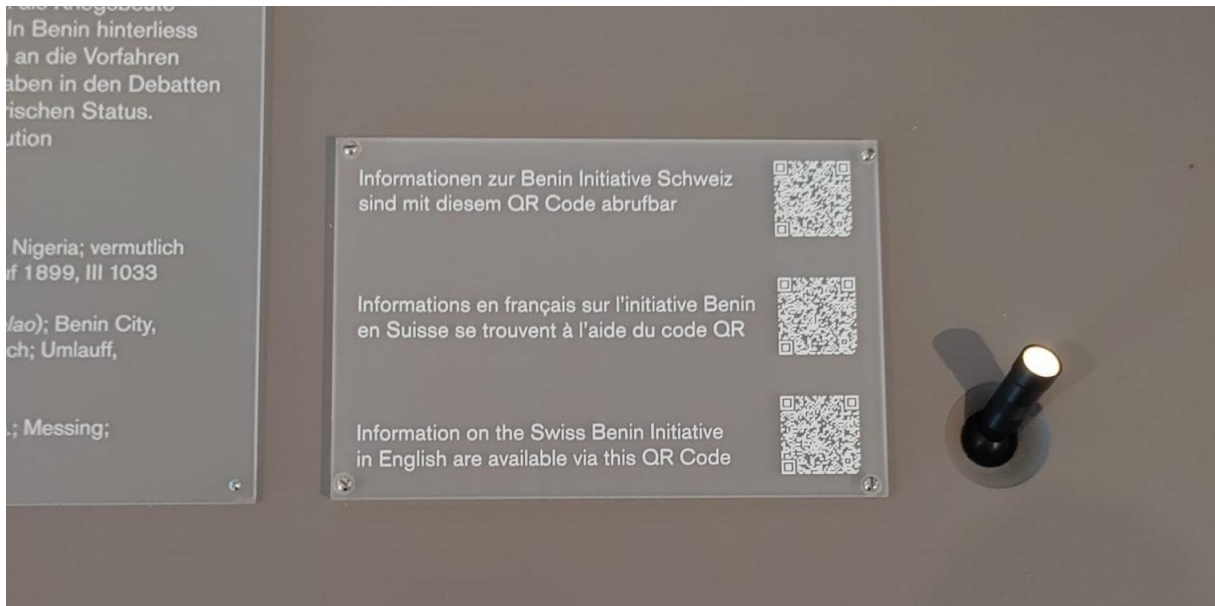 In Benin hinterliess
an die Vorfahren
aben in den Debatten
rischen Status.
ution
Nigeria; vermutlich
f 1899, III 1033
lao); Benin City,
ch; Umlauff,
.; Messing;
Informationen zur Benin Initiative Schweiz
sind mit diesem QR Code abrufbar
Informations en français sur l'initiative Benin
en Suisse se trouvent à l'aide du code QR
Information on the Swiss Benin Initiative
in English are available via this QR Code